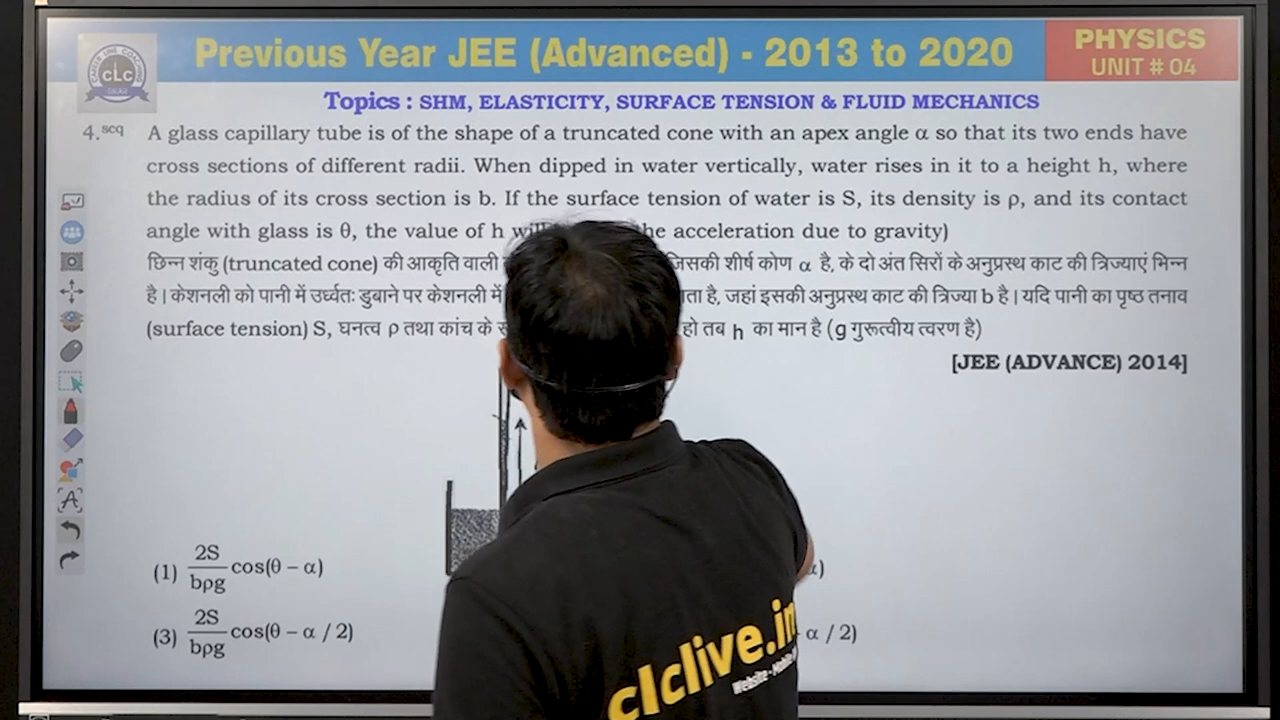 Previous Year JEE (Advanced) - 2013 to 2020
PHYSICS
UNIT # 04
CLC
Topics : SHM, ELASTICITY, SURFACE TENSION & FLUID MECHANICS
4.scq A glass capillary tube is of the shape of a truncated cone with an apex angle α so that its two ends have
cross sections of different radii. When dipped in water vertically, water rises in it to a height h, where
the radius of its cross section is b. If the surface tension of water is S, its density is ρ, and its contact
angle with glass is θ, the value of h he acceleration due to gravity)
छिन्न शंकु (truncated cone) की आकृति वाली जिसकी शीर्ष कोण α है, के दो अंत सिरों के अनुप्रस्थ काट की त्रिज्याएं भिन्न
है। केशनली को पानी में उर्ध्वतः डुबाने पर केशनली में ता है, जहां इसकी अनुप्रस्थ काट की त्रिज्या b है। यदि पानी का पृष्ठ तनाव
(surface tension) S, घनत्व ρ तथा कांच के हो तब h का मान है (g गुरूत्वीय त्वरण है)
[JEE (ADVANCE) 2014]
(1) 2S/bρg cos(θ – α)
α)
(3) 2S/bρg cos(θ – α / 2)
α / 2)
clclive.in